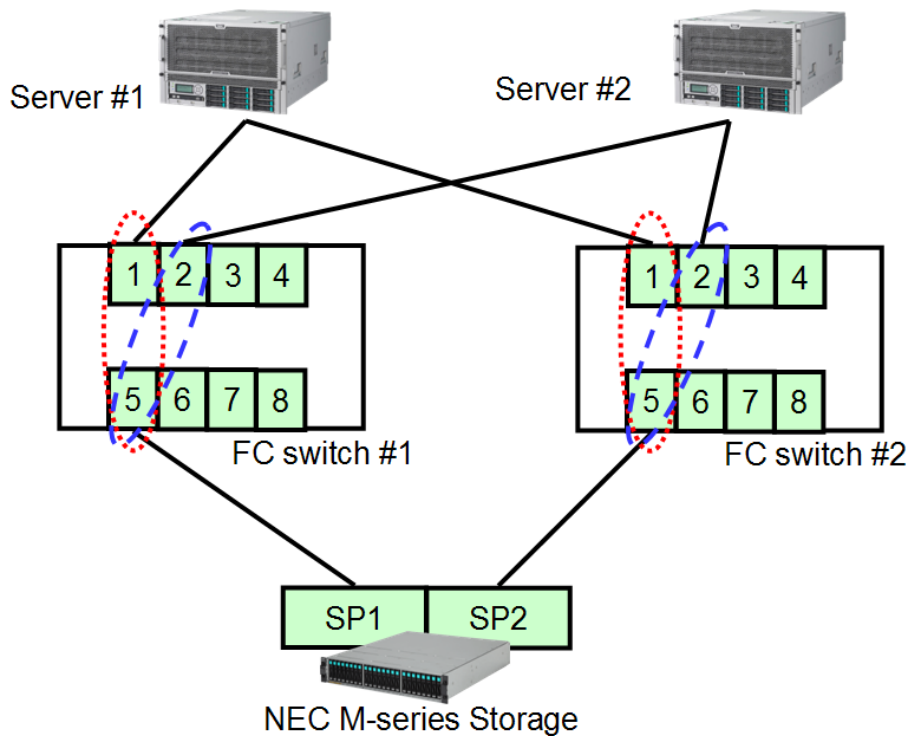 Server #1
Server #2
1 2 3 4
1 2 3 4
5 6 7 8
5 6 7 8
FC switch #1
FC switch #2
SP1 SP2
NEC M-series Storage